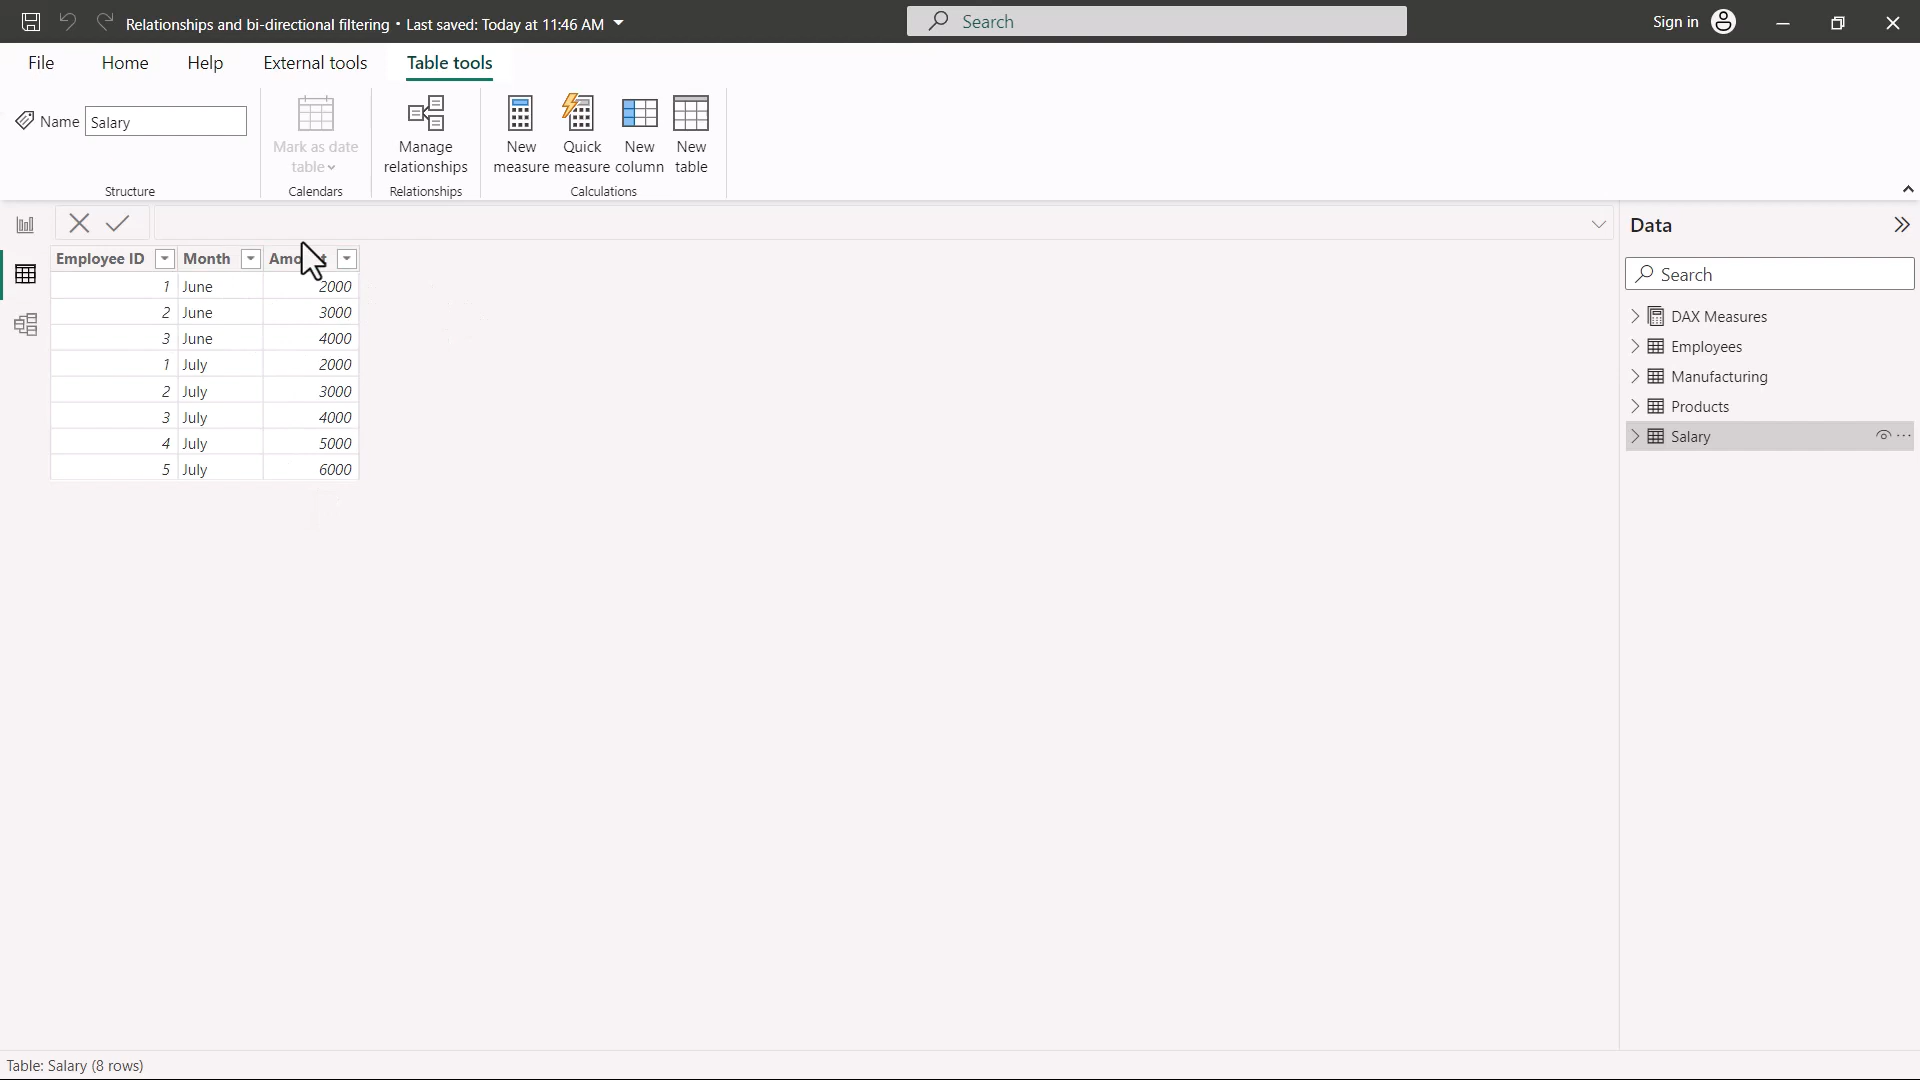 Relationships and bi-directional filtering • Last saved: Today at 11:46 AM
Search
Sign in
File Home Help External tools Table tools
Name Salary
Structure
Mark as date table
Calendars
Manage relationships
Relationships
New measure
Quick measure
New column
New table
Calculations
Data
Search
DAX Measures
Employees
Manufacturing
Products
Salary
Employee ID Month
1 June 2000
2 June 3000
3 June 4000
1 July 2000
2 July 3000
3 July 4000
4 July 5000
5 July 6000
Table: Salary (8 rows)